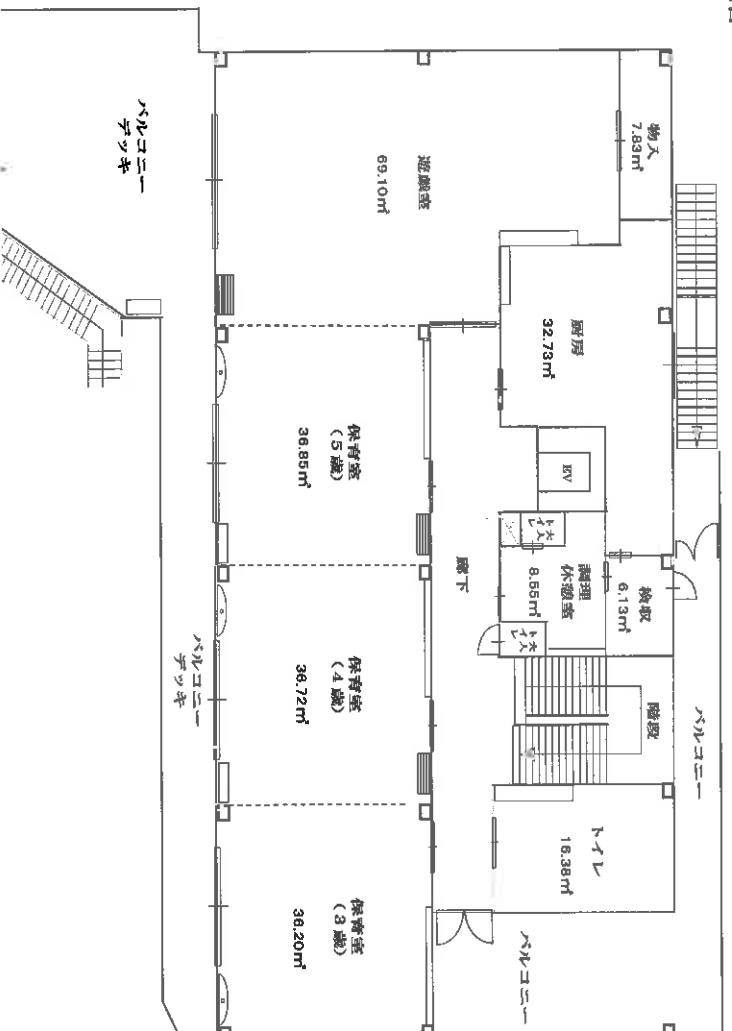 物入
7.83㎡
遊戯室
69.10㎡
バルコニー
デッキ
厨房
32.73㎡
EV
保育室
(5歳)
36.85㎡
大人
トイレ
調理
休憩室
8.55㎡
検収
6.13㎡
廊下
大人
トイレ
階段
バルコニー
保育室
(4歳)
36.72㎡
バルコニー
デッキ
トイレ
16.38㎡
保育室
(3歳)
36.20㎡
バルコニー